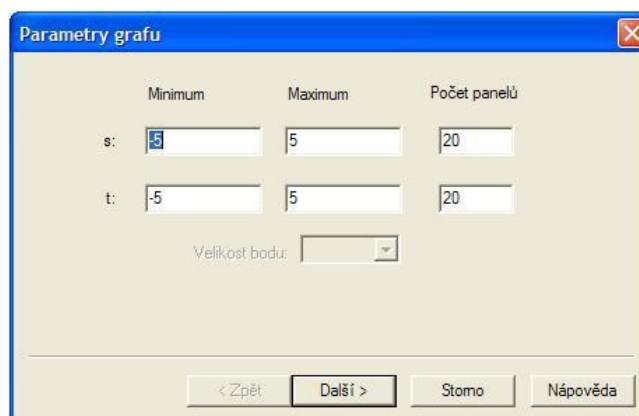 Parametry grafu
Minimum Maximum Počet panelů
s: -5 5 20
t: -5 5 20
Velikost bodu:
< Zpět Další > Storno Nápověda